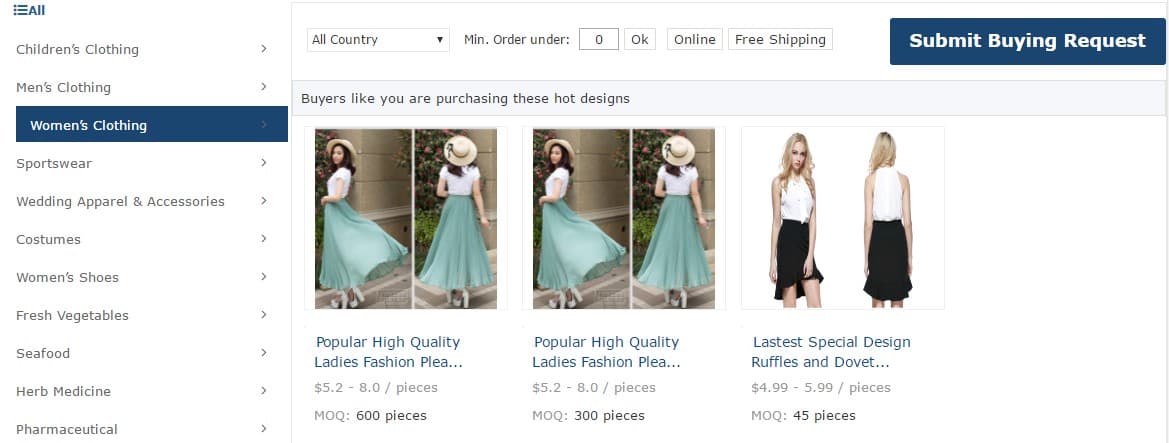 All
Children's Clothing
Men's Clothing
Women's Clothing
Sportswear
Wedding Apparel & Accessories
Costumes
Women's Shoes
Fresh Vegetables
Seafood
Herb Medicine
Pharmaceutical
All Country Min. Order under: 0 Ok Online Free Shipping Submit Buying Request
Buyers like you are purchasing these hot designs
Popular High Quality
Ladies Fashion Plea...
$5.2 - 8.0 / pieces
MOQ: 600 pieces
Popular High Quality
Ladies Fashion Plea...
$5.2 - 8.0 / pieces
MOQ: 300 pieces
Lastest Special Design
Ruffles and Dovet...
$4.99 - 5.99 / pieces
MOQ: 45 pieces